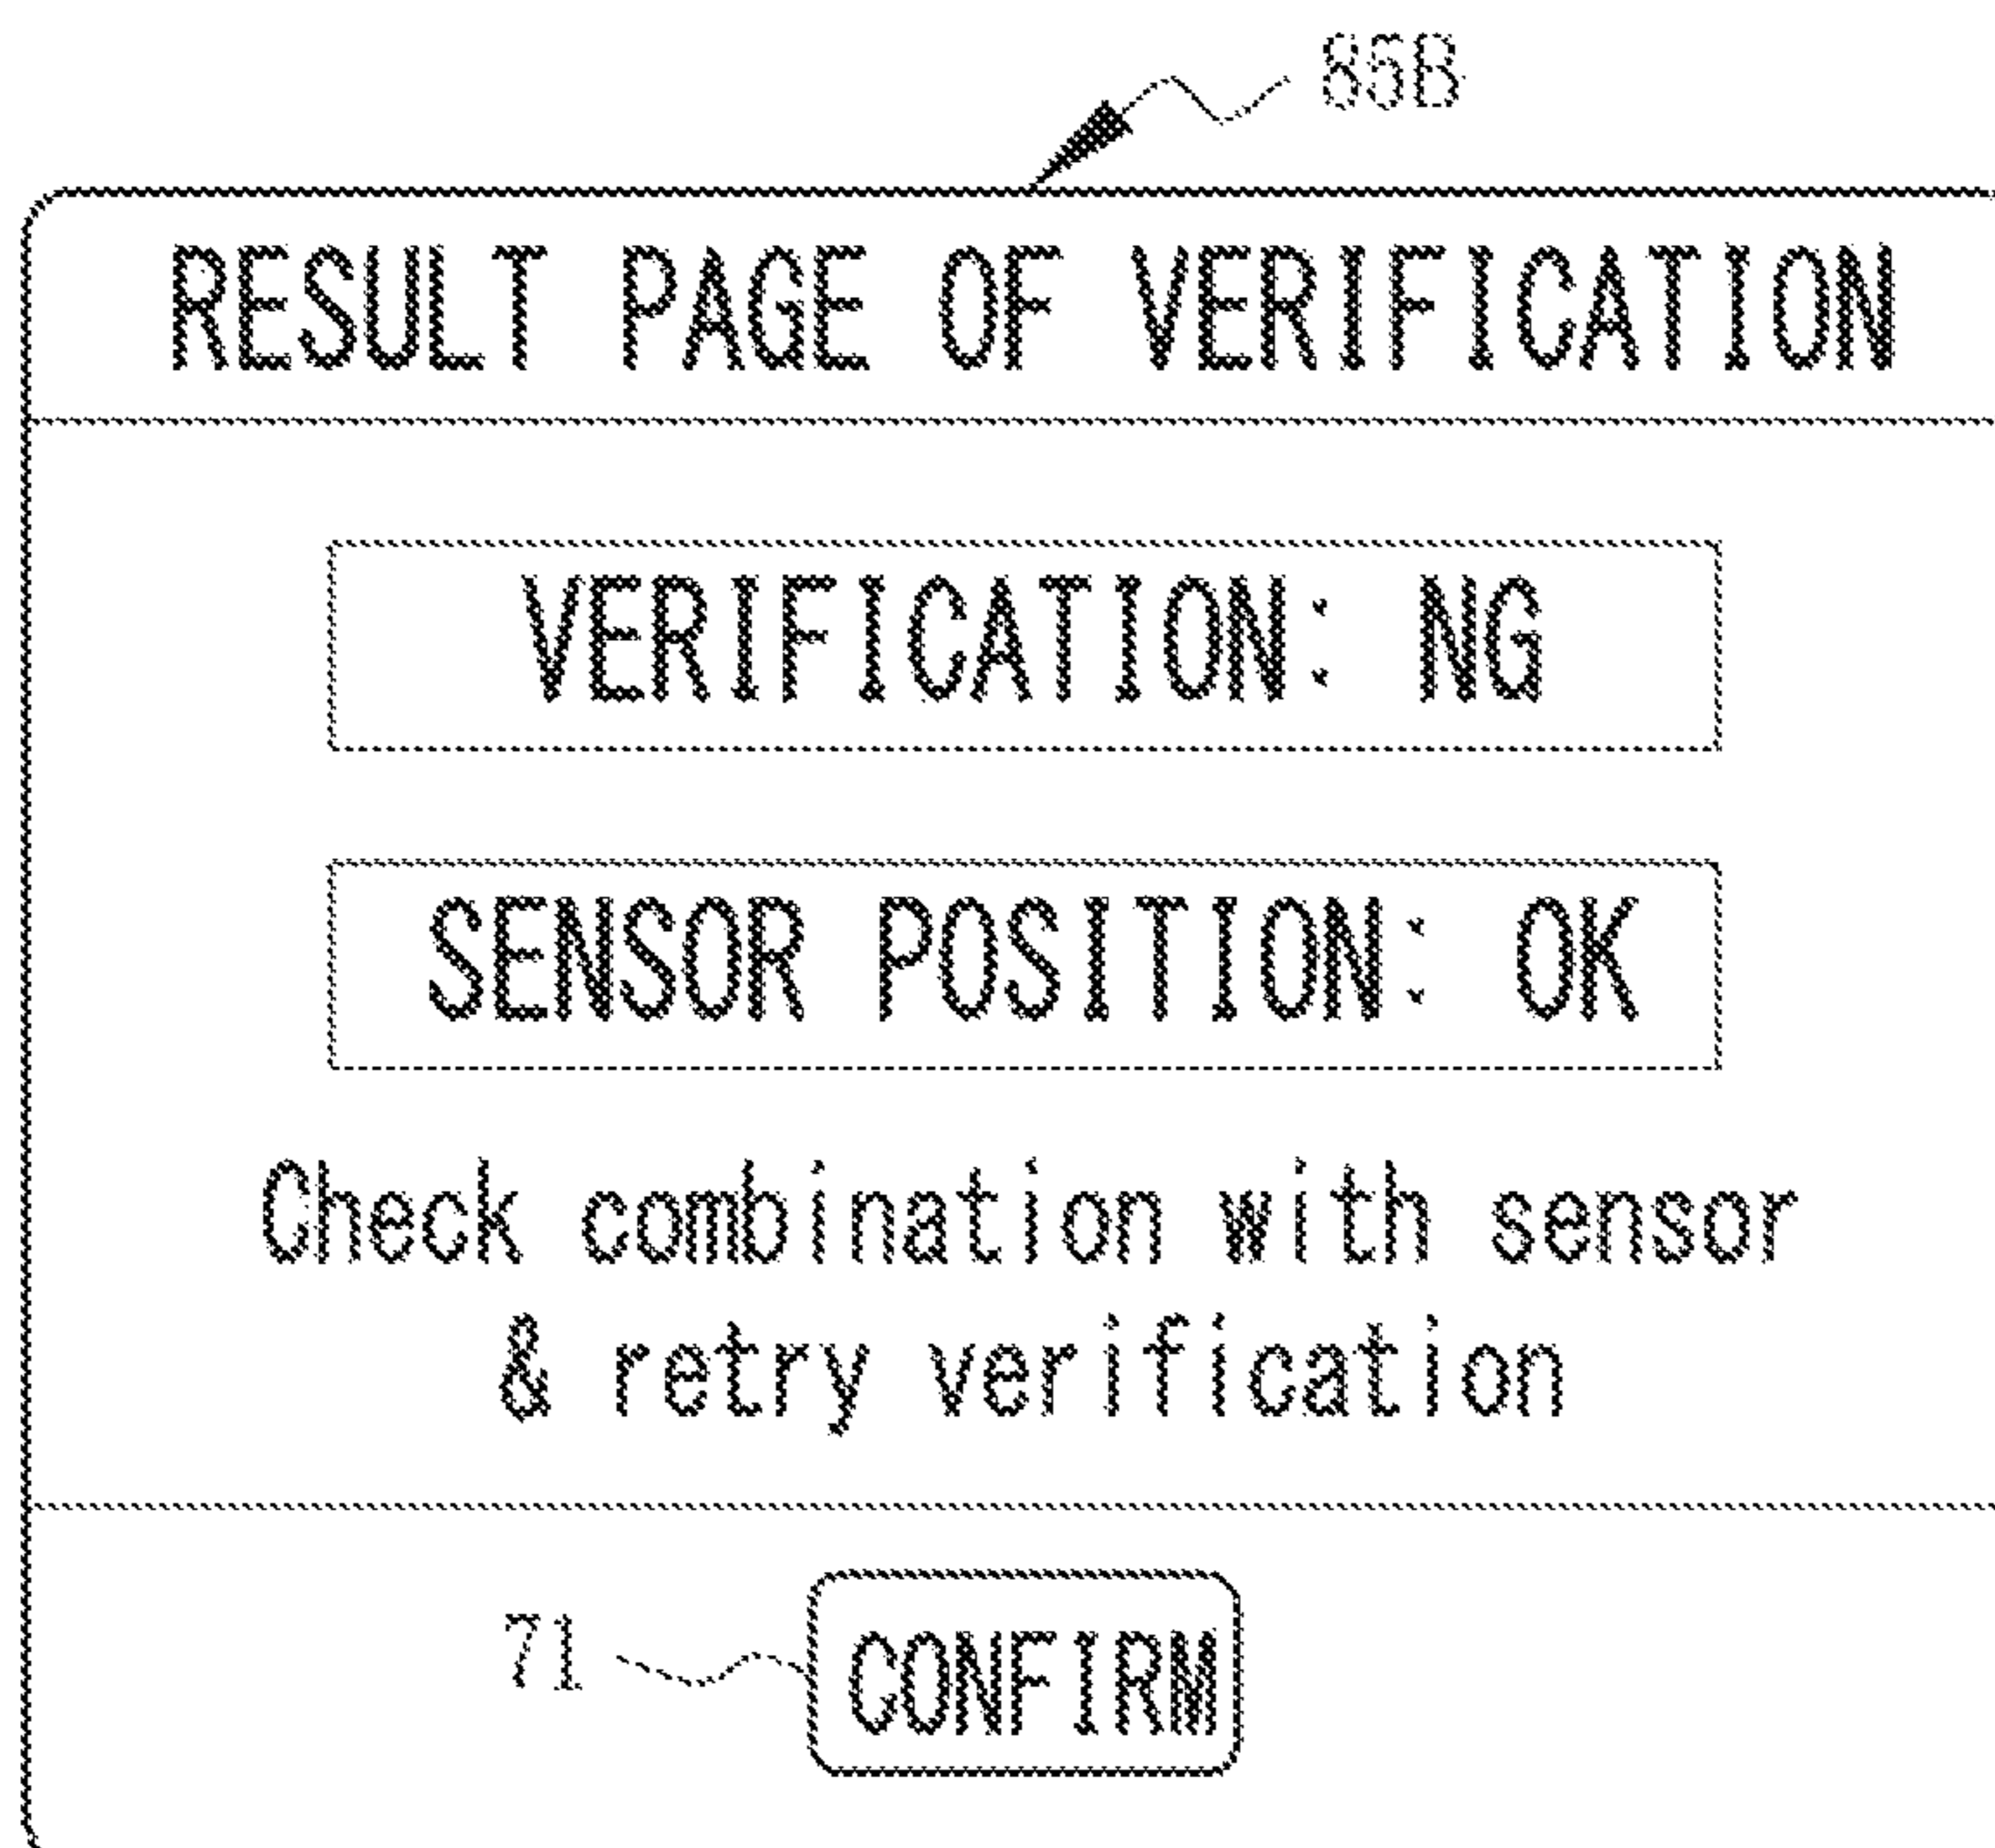 85B
RESULT PAGE OF VERIFICATION
VERIFICATION: NG
SENSOR POSITION: OK
Check combination with sensor
& retry verification
71
CONFIRM